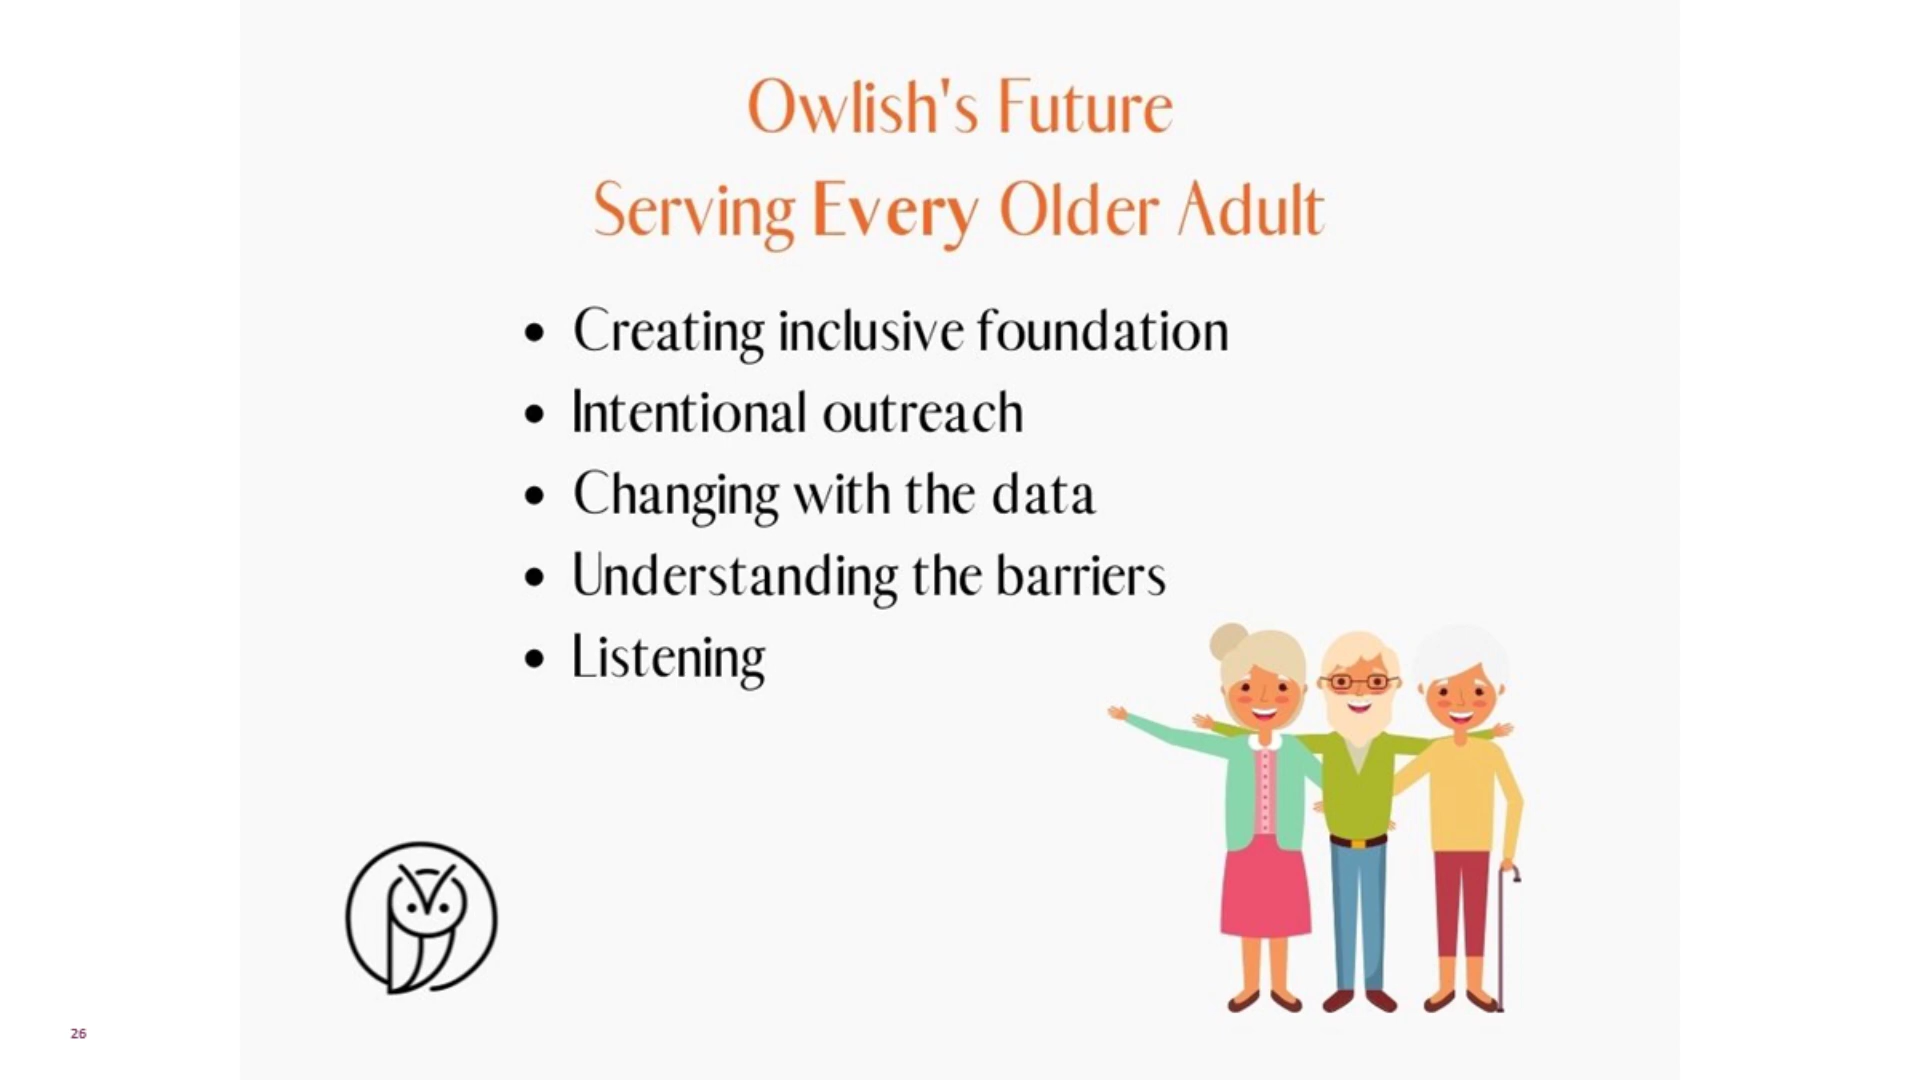 Owlish's Future
Serving Every Older Adult
• Creating inclusive foundation
• Intentional outreach
• Changing with the data
• Understanding the barriers
• Listening
26